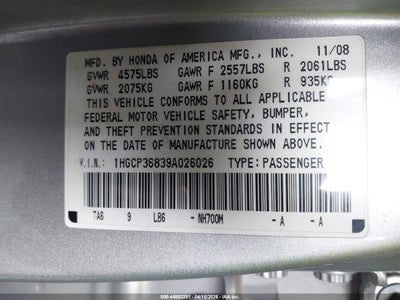 MFD. BY HONDA OF AMERICA MFG., INC. 11/08
GVWR 4575LBS GAWR F 2557LBS R 2061LBS
GVWR 2075KG GAWR F 1160KG R 935KG
THIS VEHICLE CONFORMS TO ALL APPLICABLE
FEDERAL MOTOR VEHICLE SAFETY, BUMPER,
AND THEFT PREVENTION STANDARDS IN EFFECT
ON THE DATE OF MANUFACTURE SHOWN ABOVE.
V.I.N.: 1HGCP36839A026026 TYPE: PASSENGER
TA6 9 LB6 - NH700M - A - A
000-44882251 - 04/15/2026 - IAA Inc.